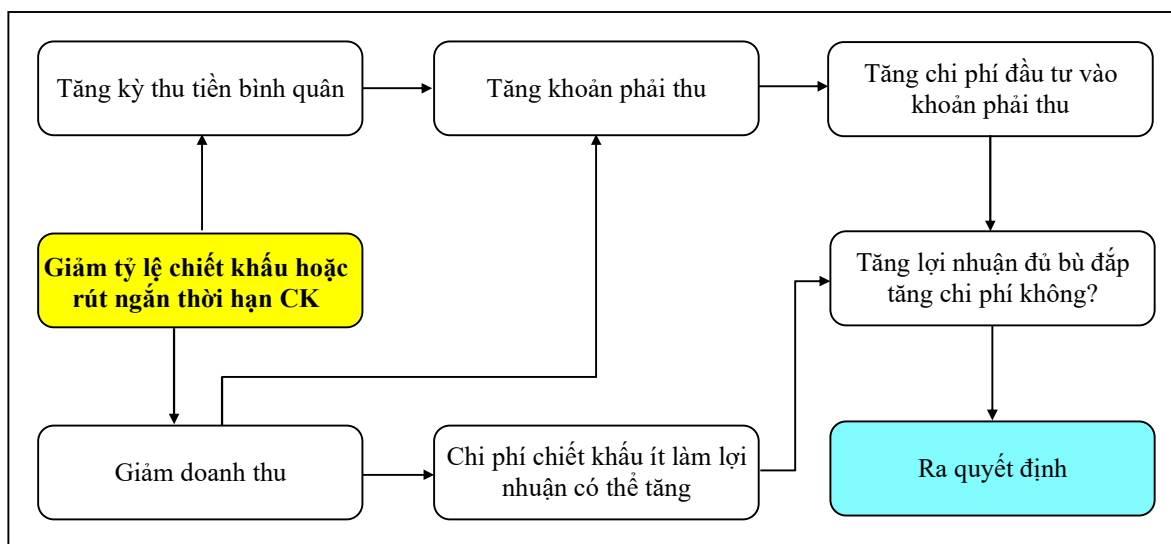 Tăng kỳ thu tiền bình quân
Tăng khoản phải thu
Tăng chi phí đầu tư vào
khoản phải thu
Giảm tỷ lệ chiết khấu hoặc
rút ngắn thời hạn CK
Tăng lợi nhuận đủ bù đắp
tăng chi phí không?
Giảm doanh thu
Chi phí chiết khấu ít làm lợi
nhuận có thể tăng
Ra quyết định